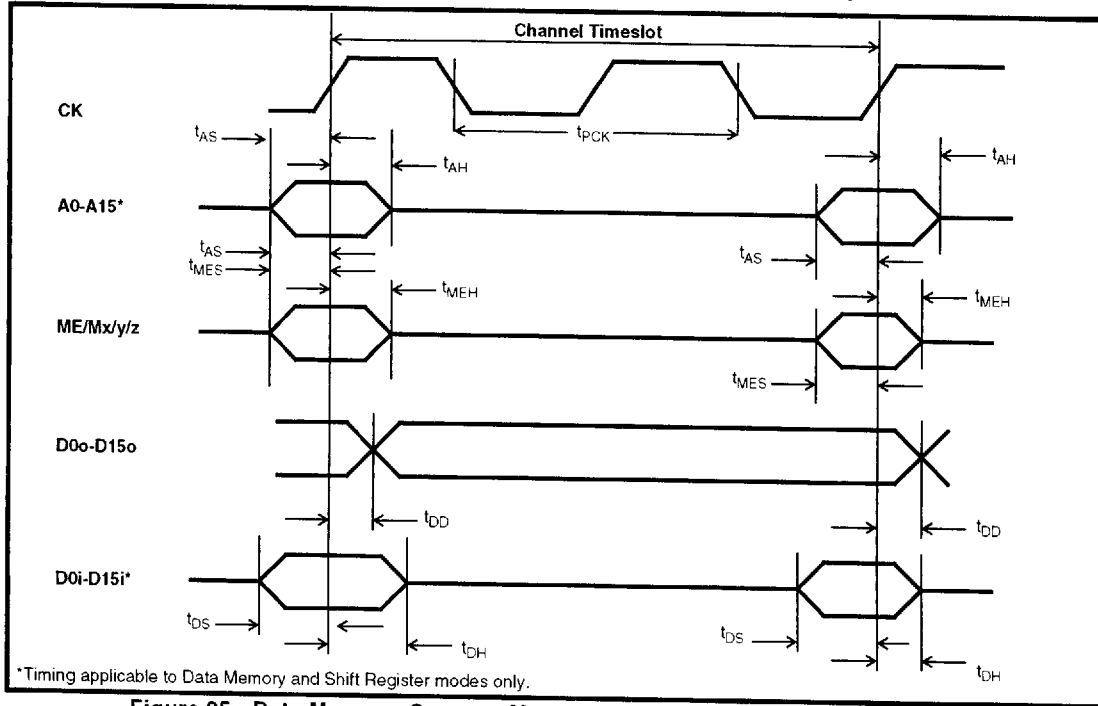 Channel Timeslot
CK
tAS
tPCK
tAH
tAH
A0-A15*
tAS
tMES
tAS
tMEH
tMEH
ME/Mx/y/z
tMES
D0o-D15o
tDD
tDD
D0i-D15i*
tDS
tDH
tDS
tDH
*Timing applicable to Data Memory and Shift Register modes only.